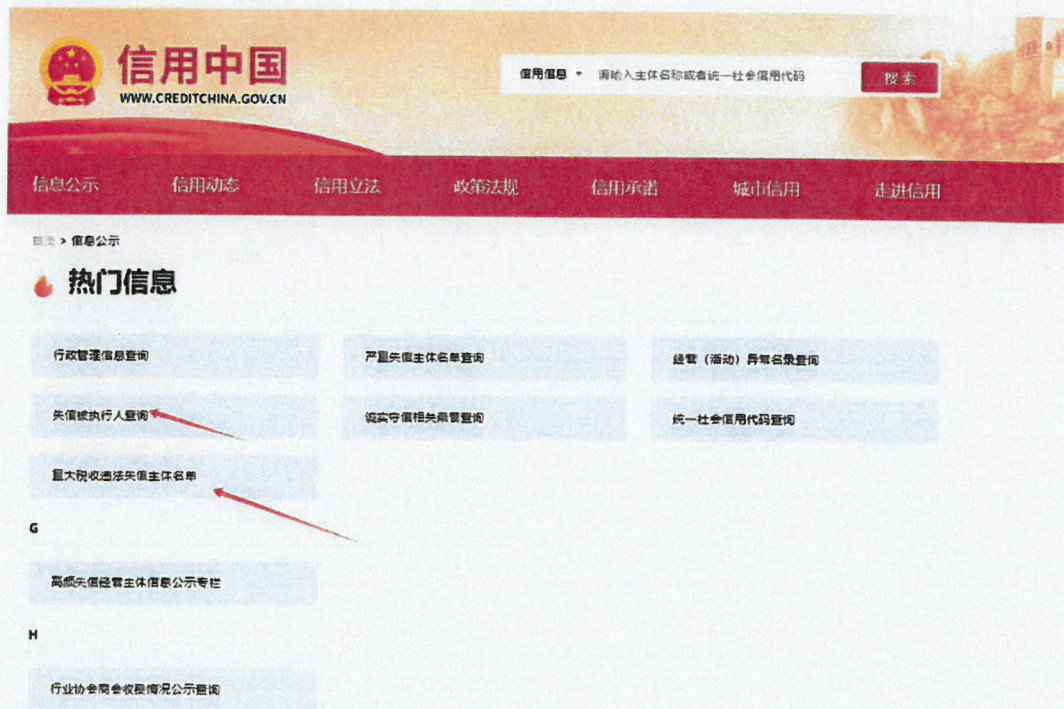 信用中国
WWW.CREDITCHINA.GOV.CN
信用信息 请输入主体名称或者统一社会信用代码 搜索
信息公示 信用动态 信用立法 政策法规 信用承诺 城市信用 走进信用
首页 > 信息公示
热门信息
行政管理信息查询 严重失信主体名单查询 经营（活动）异常名录查询
失信被执行人查询 诚实守信相关荣誉查询 统一社会信用代码查询
重大税收违法失信主体名单
G
高频失信经营主体信息公示专栏
H
行业协会商会收费情况公示查询